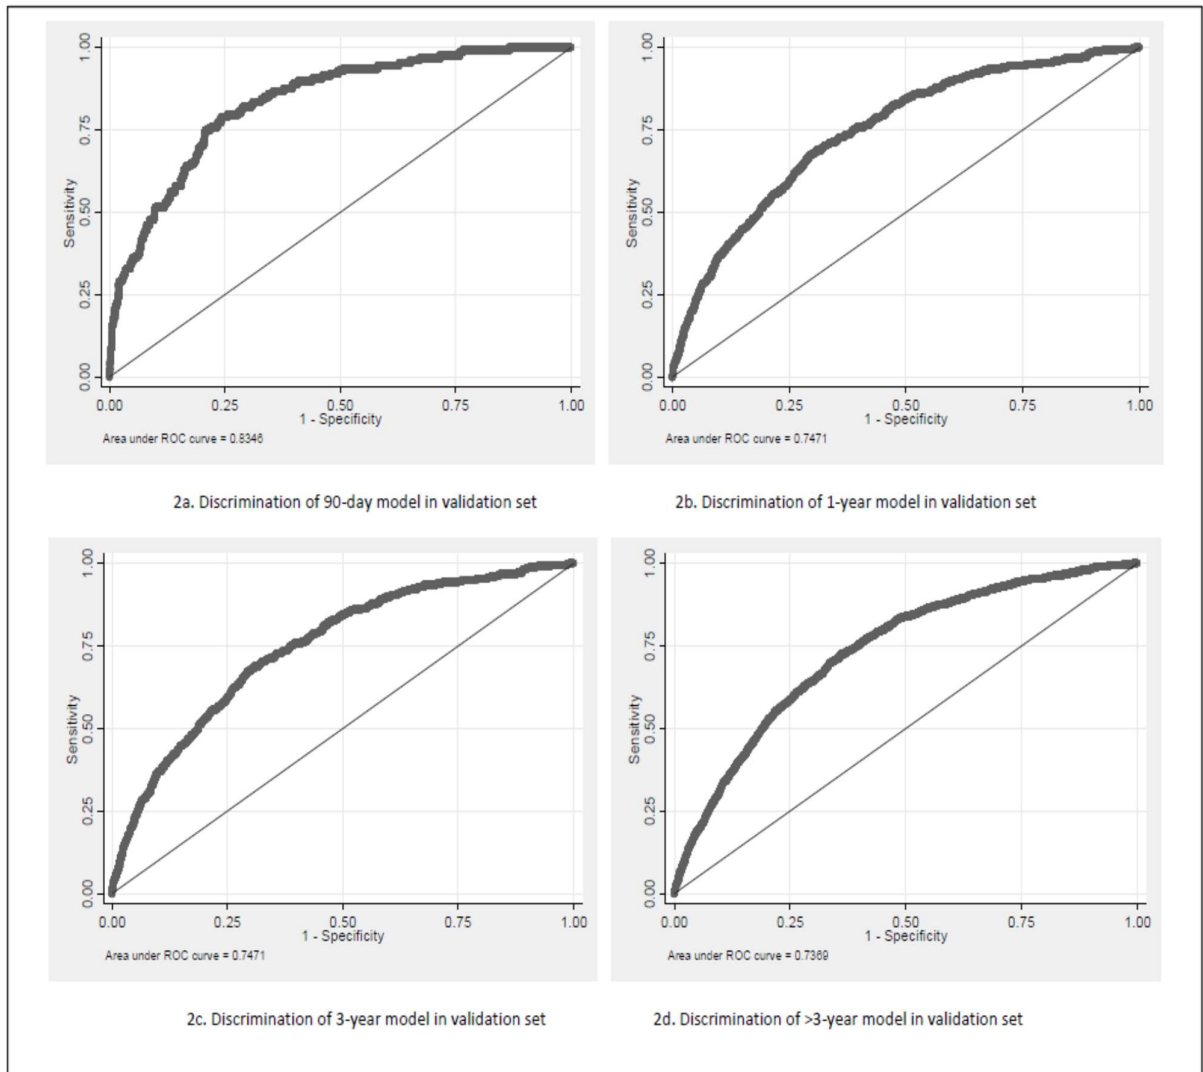 1.00
0.75
Sensitivity
0.50
0.25
0.00
0.00 0.25 0.50 0.75 1.00
1 - Specificity
Area under ROC curve = 0.8346
2a. Discrimination of 90-day model in validation set
1.00
0.75
Sensitivity
0.50
0.25
0.00
0.00 0.25 0.50 0.75 1.00
1 - Specificity
Area under ROC curve = 0.7471
2b. Discrimination of 1-year model in validation set
1.00
0.75
Sensitivity
0.50
0.25
0.00
0.00 0.25 0.50 0.75 1.00
1 - Specificity
Area under ROC curve = 0.7471
2c. Discrimination of 3-year model in validation set
1.00
0.75
Sensitivity
0.50
0.25
0.00
0.00 0.25 0.50 0.75 1.00
1 - Specificity
Area under ROC curve = 0.7369
2d. Discrimination of >3-year model in validation set